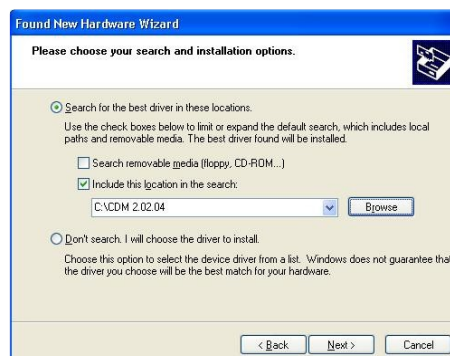 Found New Hardware Wizard
Please choose your search and installation options.
Search for the best driver in these locations.
Use the check boxes below to limit or expand the default search, which includes local
paths and removable media. The best driver found will be installed.
Search removable media (floppy, CD-ROM...)
Include this location in the search:
C:\CDM 2.02.04
Browse
Don't search. I will choose the driver to install.
Choose this option to select the device driver from a list. Windows does not guarantee that
the driver you choose will be the best match for your hardware.
< Back
Next >
Cancel